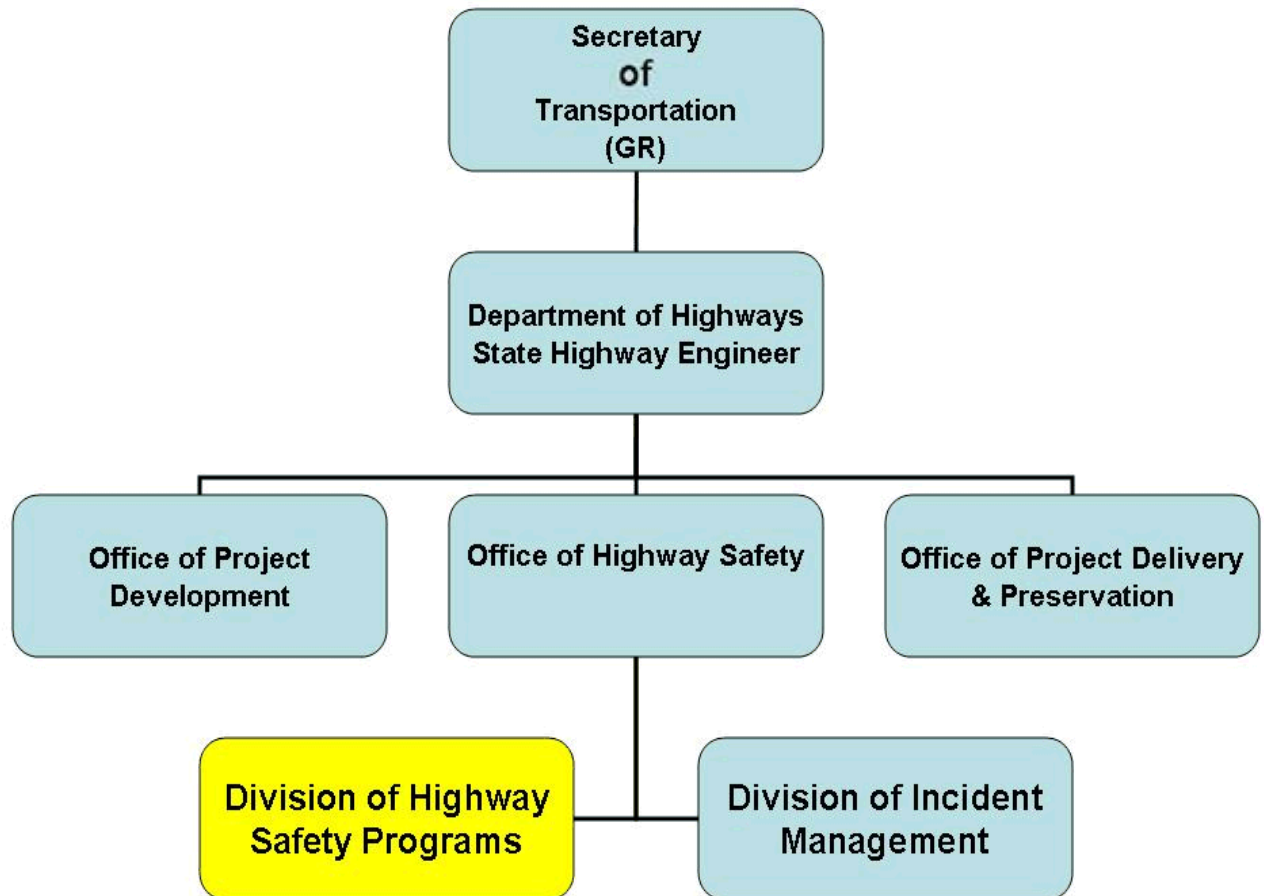 Secretary
of
Transportation
(GR)
Department of Highways
State Highway Engineer
Office of Project
Development
Office of Highway Safety
Office of Project Delivery
& Preservation
Division of Highway
Safety Programs
Division of Incident
Management